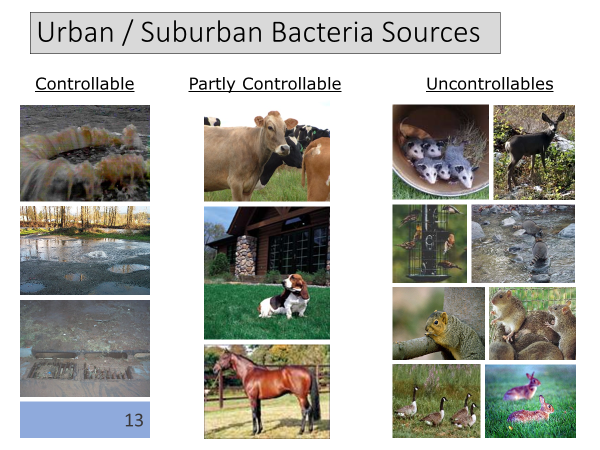 Urban / Suburban Bacteria Sources
Controllable
Partly Controllable
Uncontrollables
13